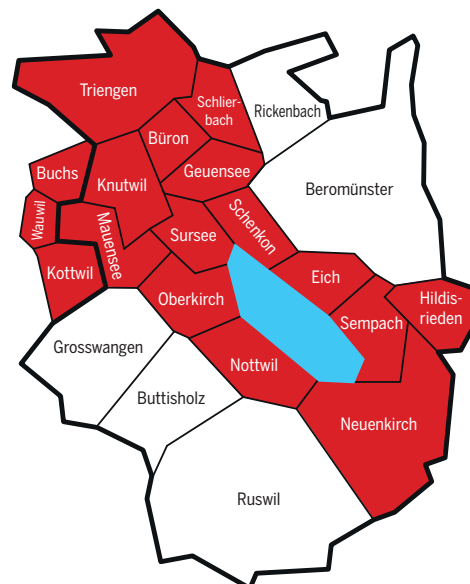 Triengen
Schlier-
bach
Rickenbach
Büron
Geuensee
Buchs
Knutwil
Beromünster
Wauwil
Mauensee
Schenkon
Sursee
Kottwil
Eich
Oberkirch
Hildis-
rieden
Sempach
Grosswangen
Nottwil
Buttisholz
Neuenkirch
Ruswil